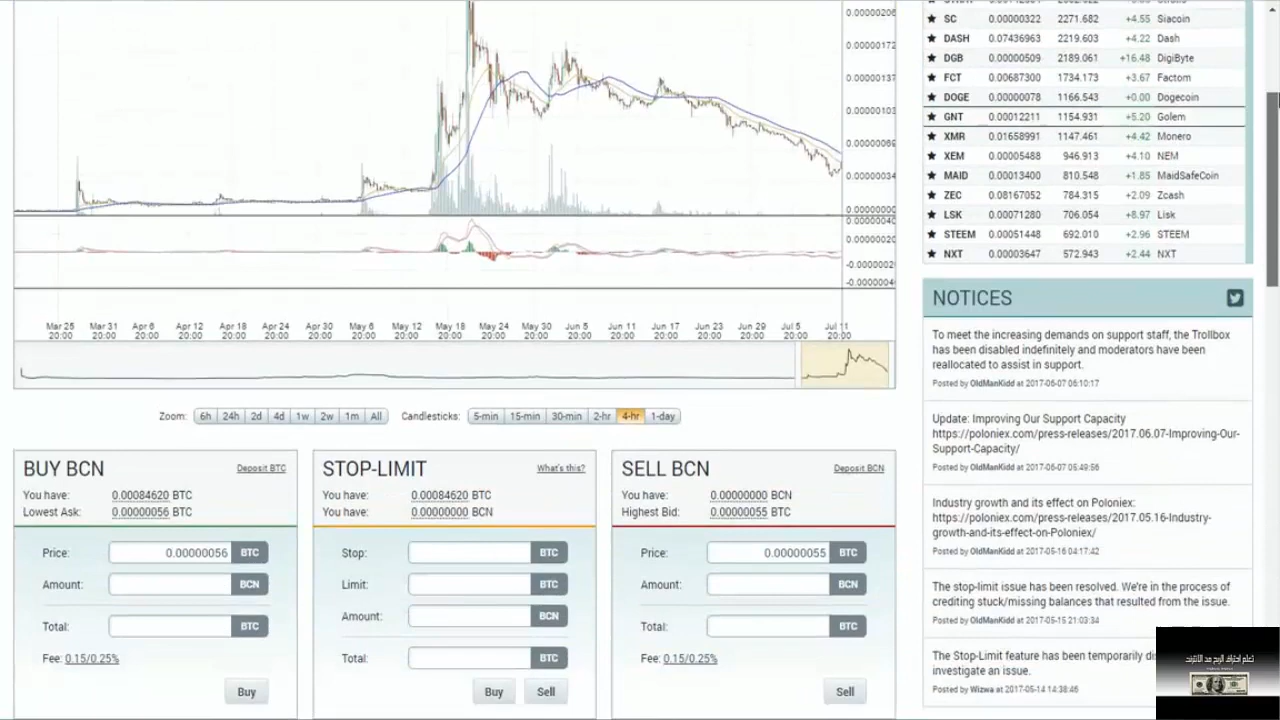 0.00000206
0.00000172
0.00000137
0.00000103
0.00000069
0.00000034
0.00000000
0.00000040
0.00000020
-0.0000002
-0.0000004
Mar 25 20:00
Mar 31 20:00
Apr 6 20:00
Apr 12 20:00
Apr 18 20:00
Apr 24 20:00
Apr 30 20:00
May 6 20:00
May 12 20:00
May 18 20:00
May 24 20:00
May 30 20:00
Jun 5 20:00
Jun 11 20:00
Jun 17 20:00
Jun 23 20:00
Jun 29 20:00
Jul 5 20:00
Jul 11 20:00
Zoom: 6h 24h 2d 4d 1w 2w 1m All Candlesticks: 5-min 15-min 30-min 2-hr 4-hr 1-day
BUY BCN Deposit BTC
You have: 0.00084620 BTC
Lowest Ask: 0.00000056 BTC
Price: 0.00000056 BTC
Amount: BCN
Total: BTC
Fee: 0.15/0.25%
Buy
STOP-LIMIT What's this?
You have: 0.00084620 BTC
You have: 0.00000000 BCN
Stop: BTC
Limit: BTC
Amount: BCN
Total: BTC
Buy Sell
SELL BCN Deposit BCN
You have: 0.00000000 BCN
Highest Bid: 0.00000055 BTC
Price: 0.00000055 BTC
Amount: BCN
Total: BTC
Fee: 0.15/0.25%
Sell
SC 0.00000322 2271.682 +4.55 Siacoin
DASH 0.07436963 2219.603 +4.22 Dash
DGB 0.00000509 2189.061 +16.48 DigiByte
FCT 0.00687300 1734.173 +3.67 Factom
DOGE 0.00000078 1166.543 +0.00 Dogecoin
GNT 0.00012211 1154.931 +5.20 Golem
XMR 0.01658991 1147.461 +4.42 Monero
XEM 0.00005488 946.913 +4.10 NEM
MAID 0.00013400 810.548 +1.85 MaidSafeCoin
ZEC 0.08167052 784.315 +2.09 Zcash
LSK 0.00071280 706.054 +8.97 Lisk
STEEM 0.00051448 692.010 +2.96 STEEM
NXT 0.00003647 572.943 +2.44 NXT
NOTICES
To meet the increasing demands on support staff, the Trollbox
has been disabled indefinitely and moderators have been
reallocated to assist in support.
Posted by OldManKidd at 2017-06-07 06:10:17
Update: Improving Our Support Capacity
https://poloniex.com/press-releases/2017.06.07-Improving-Our-
Support-Capacity/
Posted by OldManKidd at 2017-06-07 05:49:56
Industry growth and its effect on Poloniex:
https://poloniex.com/press-releases/2017.05.16-Industry-
growth-and-its-effect-on-Poloniex/
Posted by OldManKidd at 2017-05-16 04:17:42
The stop-limit issue has been resolved. We're in the process of
crediting stuck/missing balances that resulted from the issue.
Posted by OldManKidd at 2017-05-15 21:03:34
The Stop-Limit feature has been temporarily
investigate an issue.
Posted by Wizwa at 2017-05-14 14:38:46
تعلم احتراف الربح من الانترنت